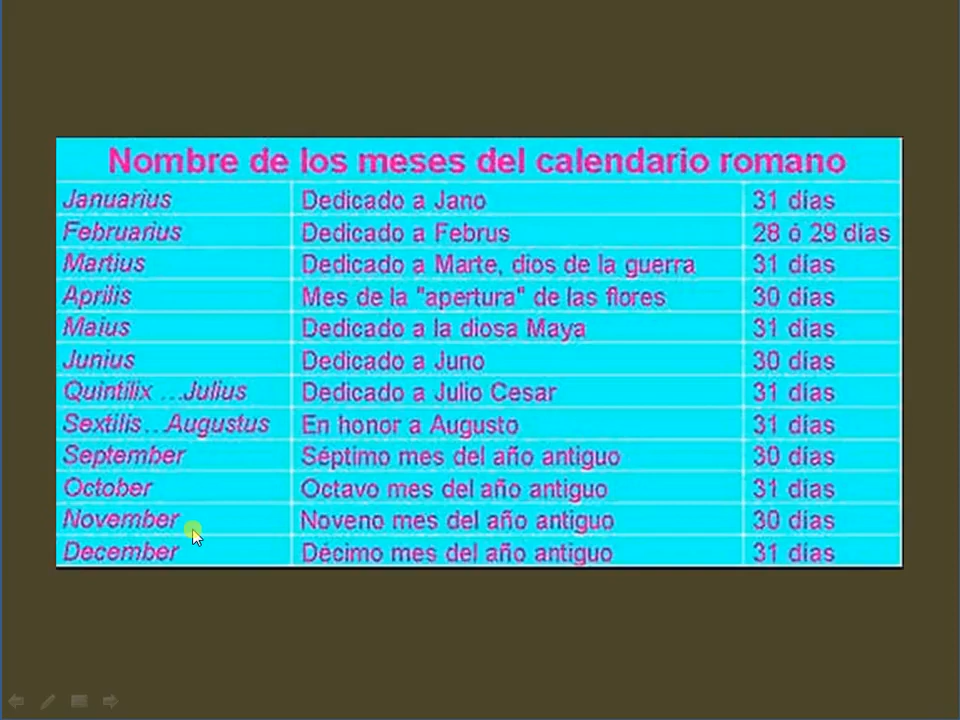 Nombre de los meses del calendario romano
Januarius Dedicado a Jano 31 días
Februarius Dedicado a Februs 28 ó 29 días
Martius Dedicado a Marte, dios de la guerra 31 días
Aprilis Mes de la "apertura" de las flores 30 días
Maius Dedicado a la diosa Maya 31 días
Junius Dedicado a Juno 30 días
Quintilix ...Julius Dedicado a Julio Cesar 31 días
Sextilis...Augustus En honor a Augusto 31 días
September Séptimo mes del año antiguo 30 días
October Octavo mes del año antiguo 31 días
November Noveno mes del año antiguo 30 días
December Décimo mes del año antiguo 31 días